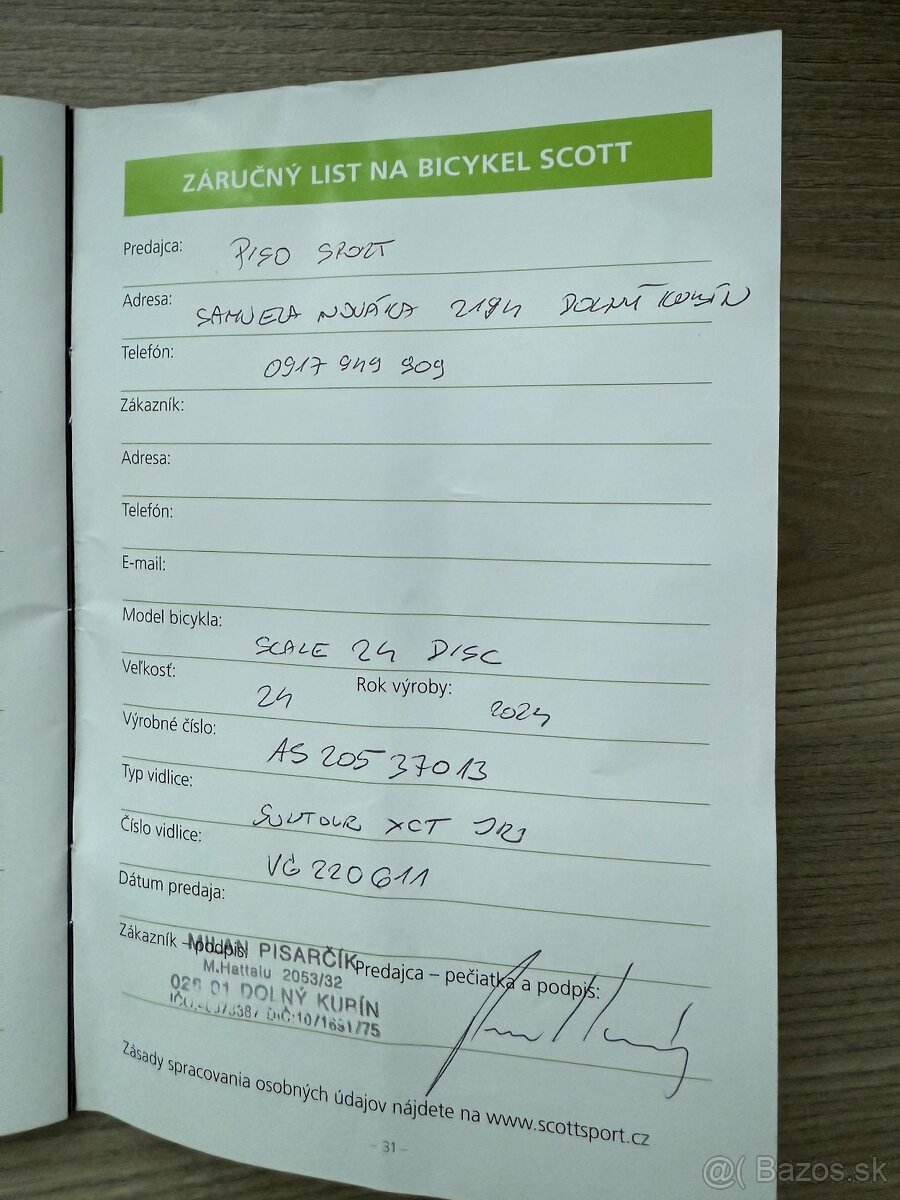 ZÁRUČNÝ LIST NA BICYKEL SCOTT
Predajca: PISO SPORT
Adresa: SAMUELA NOVÁKA 2194 DOLNÝ KUBÍN
Telefón: 0917 949 909
Zákazník:
Adresa:
Telefón:
E-mail:
Model bicykla: SCALE 24 DISC
Veľkosť: 24 Rok výroby: 2024
Výrobné číslo: AS 205 37013
Typ vidlice: SUNTOUR XCT
Číslo vidlice: VG 220611
Dátum predaja:
Zákazník – podpis: Predajca – pečiatka a podpis:
MILAN PISARČÍK
M.Hattalu 2053/32
026 01 DOLNÝ KUBÍN
Zásady spracovania osobných údajov nájdete na www.scottsport.cz
- 31 -
@( Bazos.sk